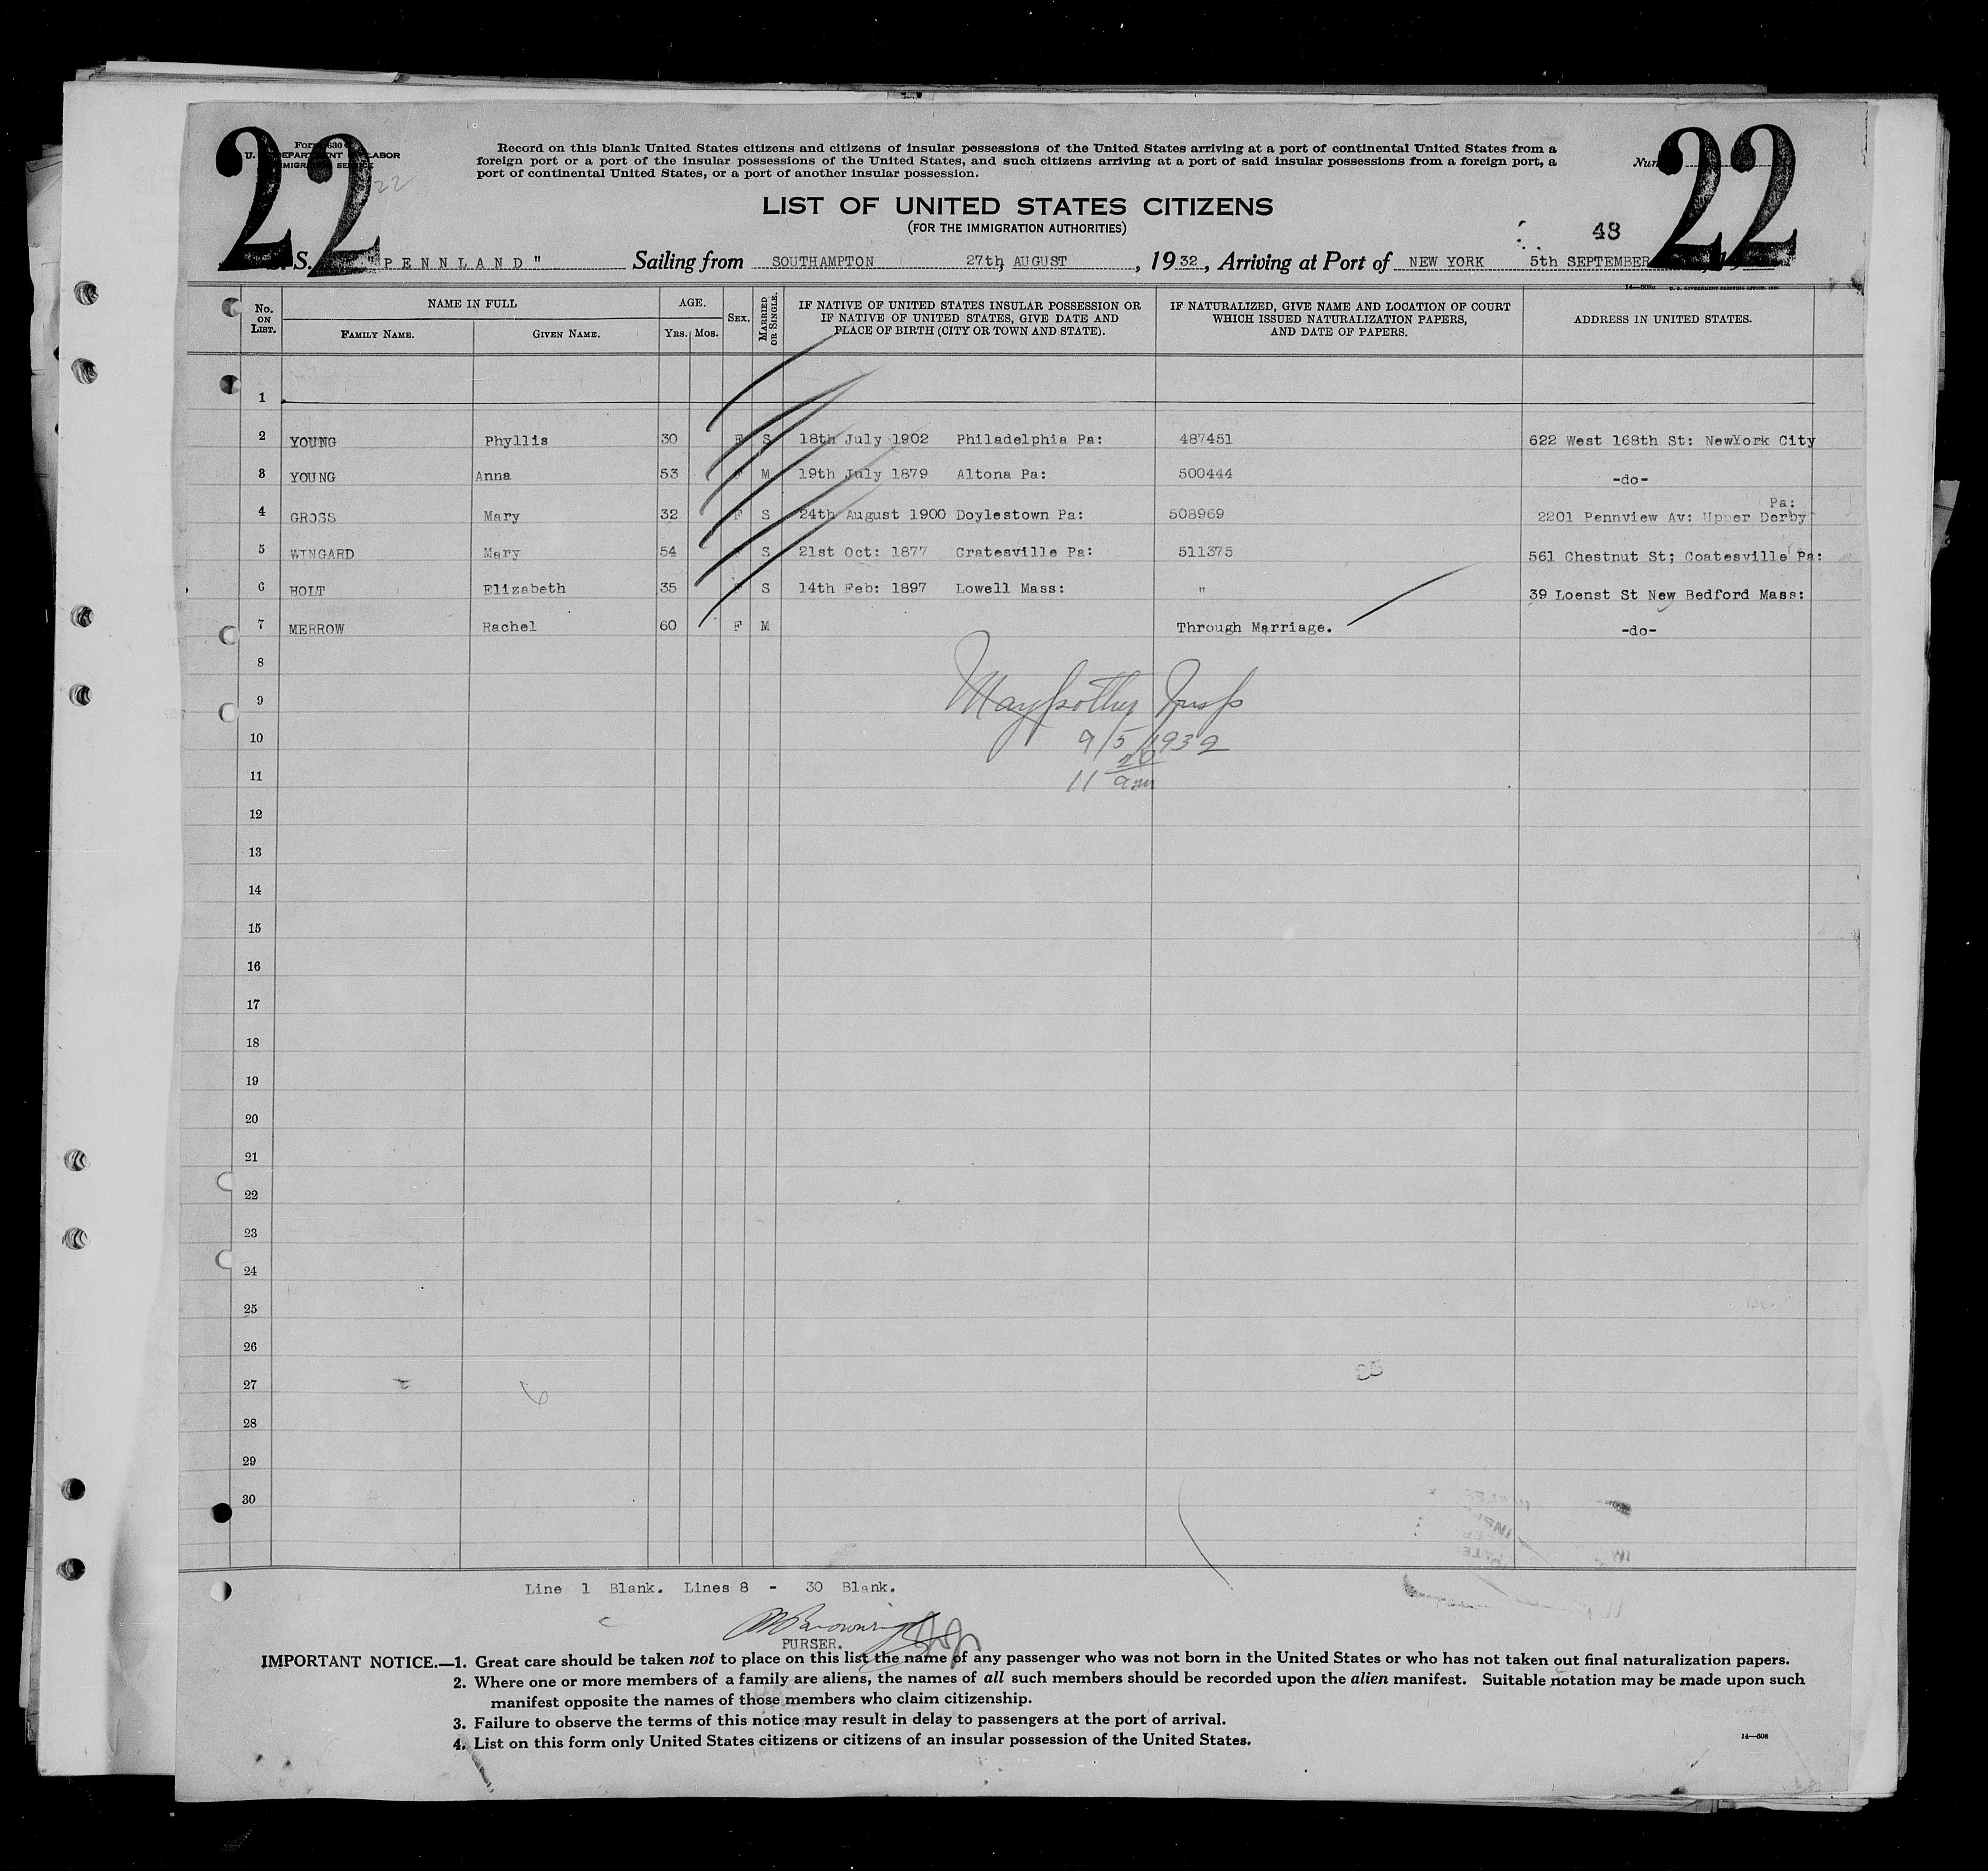 22
22
Form 630
U. S. DEPARTMENT OF LABOR
IMMIGRATION SERVICE
22
Record on this blank United States citizens and citizens of insular possessions of the United States arriving at a port of continental United States from a
foreign port or a port of the insular possessions of the United States, and such citizens arriving at a port of said insular possessions from a foreign port, a
port of continental United States, or a port of another insular possession.
LIST OF UNITED STATES CITIZENS
(FOR THE IMMIGRATION AUTHORITIES)
48
S. "PENNLAND" Sailing from SOUTHAMPTON 27th, AUGUST, 1932, Arriving at Port of NEW YORK 5th SEPTEMBER
14—608c U. S. GOVERNMENT PRINTING OFFICE: 1930
No. ON LIST.
NAME IN FULL
FAMILY NAME. GIVEN NAME.
AGE.
YRS. MOS.
SEX.
MARRIED OR SINGLE.
IF NATIVE OF UNITED STATES INSULAR POSSESSION OR
IF NATIVE OF UNITED STATES, GIVE DATE AND
PLACE OF BIRTH (CITY OR TOWN AND STATE).
IF NATURALIZED, GIVE NAME AND LOCATION OF COURT
WHICH ISSUED NATURALIZATION PAPERS,
AND DATE OF PAPERS.
ADDRESS IN UNITED STATES.
1
2 YOUNG Phyllis 30 F S 18th July 1902 Philadelphia Pa: 487451 622 West 168th St: NewYork City
3 YOUNG Anna 53 F M 19th July 1879 Altona Pa: 500444 -do-
4 GROSS Mary 32 F S 24th August 1900 Doylestown Pa: 508969 2201 Pennview Av: Upper Derby Pa:
5 WINGARD Mary 54 F S 21st Oct: 1877 Cratesville Pa: 511375 561 Chestnut St; Coatesville Pa:
6 HOLT Elizabeth 35 F S 14th Feb: 1897 Lowell Mass: " 39 Loenst St New Bedford Mass:
7 MERROW Rachel 60 F M Through Marriage. -do-
8
9
10
11
9/5/1932
11 20 am
12
13
14
15
16
17
18
19
20
21
22
23
24
25
26
27
28
29
30
Line 1 Blank. Lines 8 - 30 Blank.
PURSER.
IMPORTANT NOTICE.—1. Great care should be taken not to place on this list the name of any passenger who was not born in the United States or who has not taken out final naturalization papers.
2. Where one or more members of a family are aliens, the names of all such members should be recorded upon the alien manifest. Suitable notation may be made upon such
manifest opposite the names of those members who claim citizenship.
3. Failure to observe the terms of this notice may result in delay to passengers at the port of arrival.
4. List on this form only United States citizens or citizens of an insular possession of the United States.
14—608